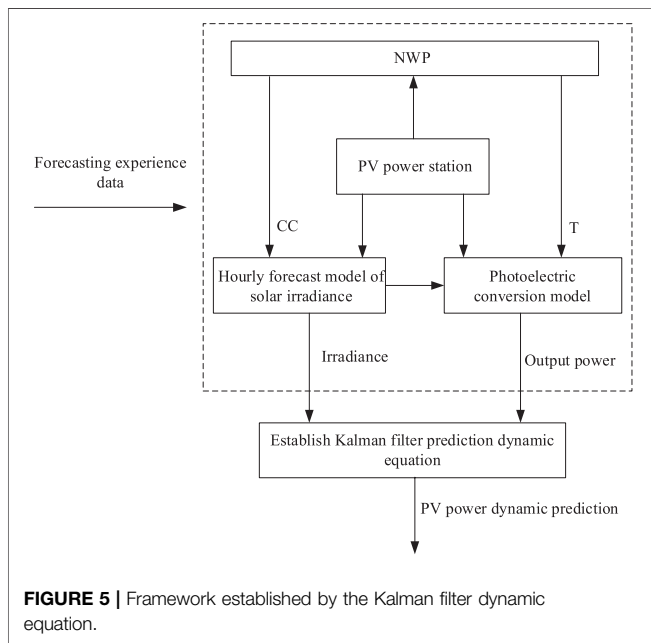 NWP
Forecasting experience
data
PV power station
CC
T
Hourly forecast model of
solar irradiance
Photoelectric
conversion model
Irradiance
Output power
Establish Kalman filter prediction dynamic
equation
PV power dynamic prediction
FIGURE 5 | Framework established by the Kalman filter dynamic
equation.